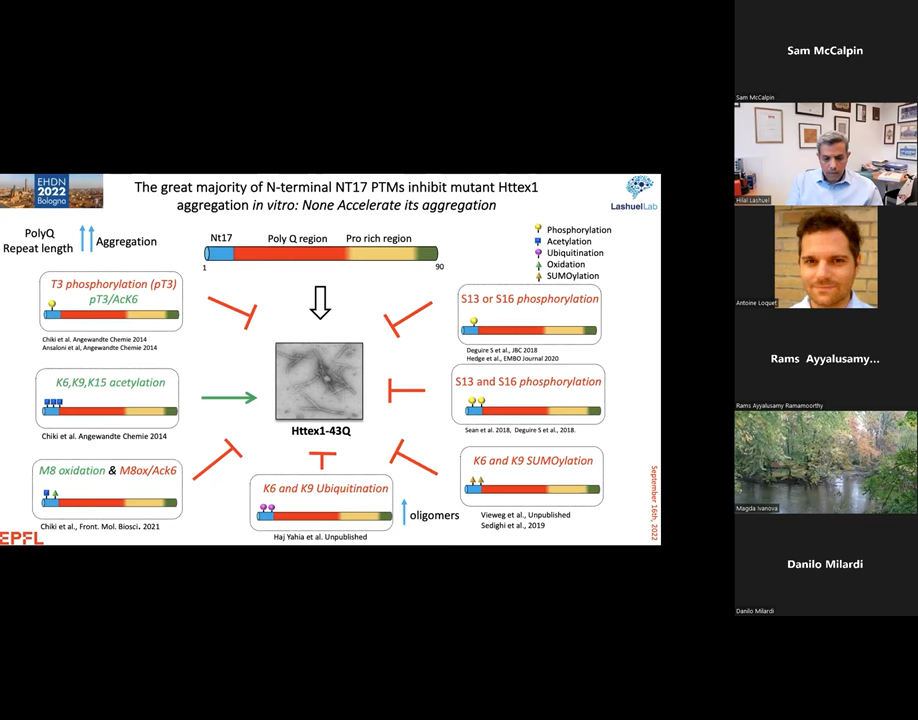 EHDN
2022
Bologna
The great majority of N-terminal NT17 PTMs inhibit mutant Httex1
aggregation in vitro: None Accelerate its aggregation
LashuelLab
PolyQ
Repeat length
Aggregation
Nt17
Poly Q region
Pro rich region
1
90
Phosphorylation
Acetylation
Ubiquitination
Oxidation
SUMOylation
T3 phosphorylation (pT3)
pT3/AcK6
Chiki et al. Angewandte Chemie 2014
Ansaloni et al, Angewandte Chemie 2014
K6,K9,K15 acetylation
Chiki et al. Angewandte Chemie 2014
M8 oxidation & M8ox/Ack6
Chiki et al., Front. Mol. Biosci. 2021
Httex1-43Q
K6 and K9 Ubiquitination
oligomers
Haj Yahia et al. Unpublished
S13 or S16 phosphorylation
Deguire S et al., JBC 2018
Hedge et al., EMBO Journal 2020
S13 and S16 phosphorylation
Sean et al. 2018, Deguire S et al., 2018.
K6 and K9 SUMOylation
Vieweg et al., Unpublished
Sedighi et al., 2019
September 16th, 2022
EPFL
Sam McCalpin
Sam McCalpin
Hilal Lashuel
Antoine Loquet
Rams Ayyalusamy...
Rams Ayyalusamy Ramamoorthy
Magda Ivanova
Danilo Milardi
Danilo Milardi